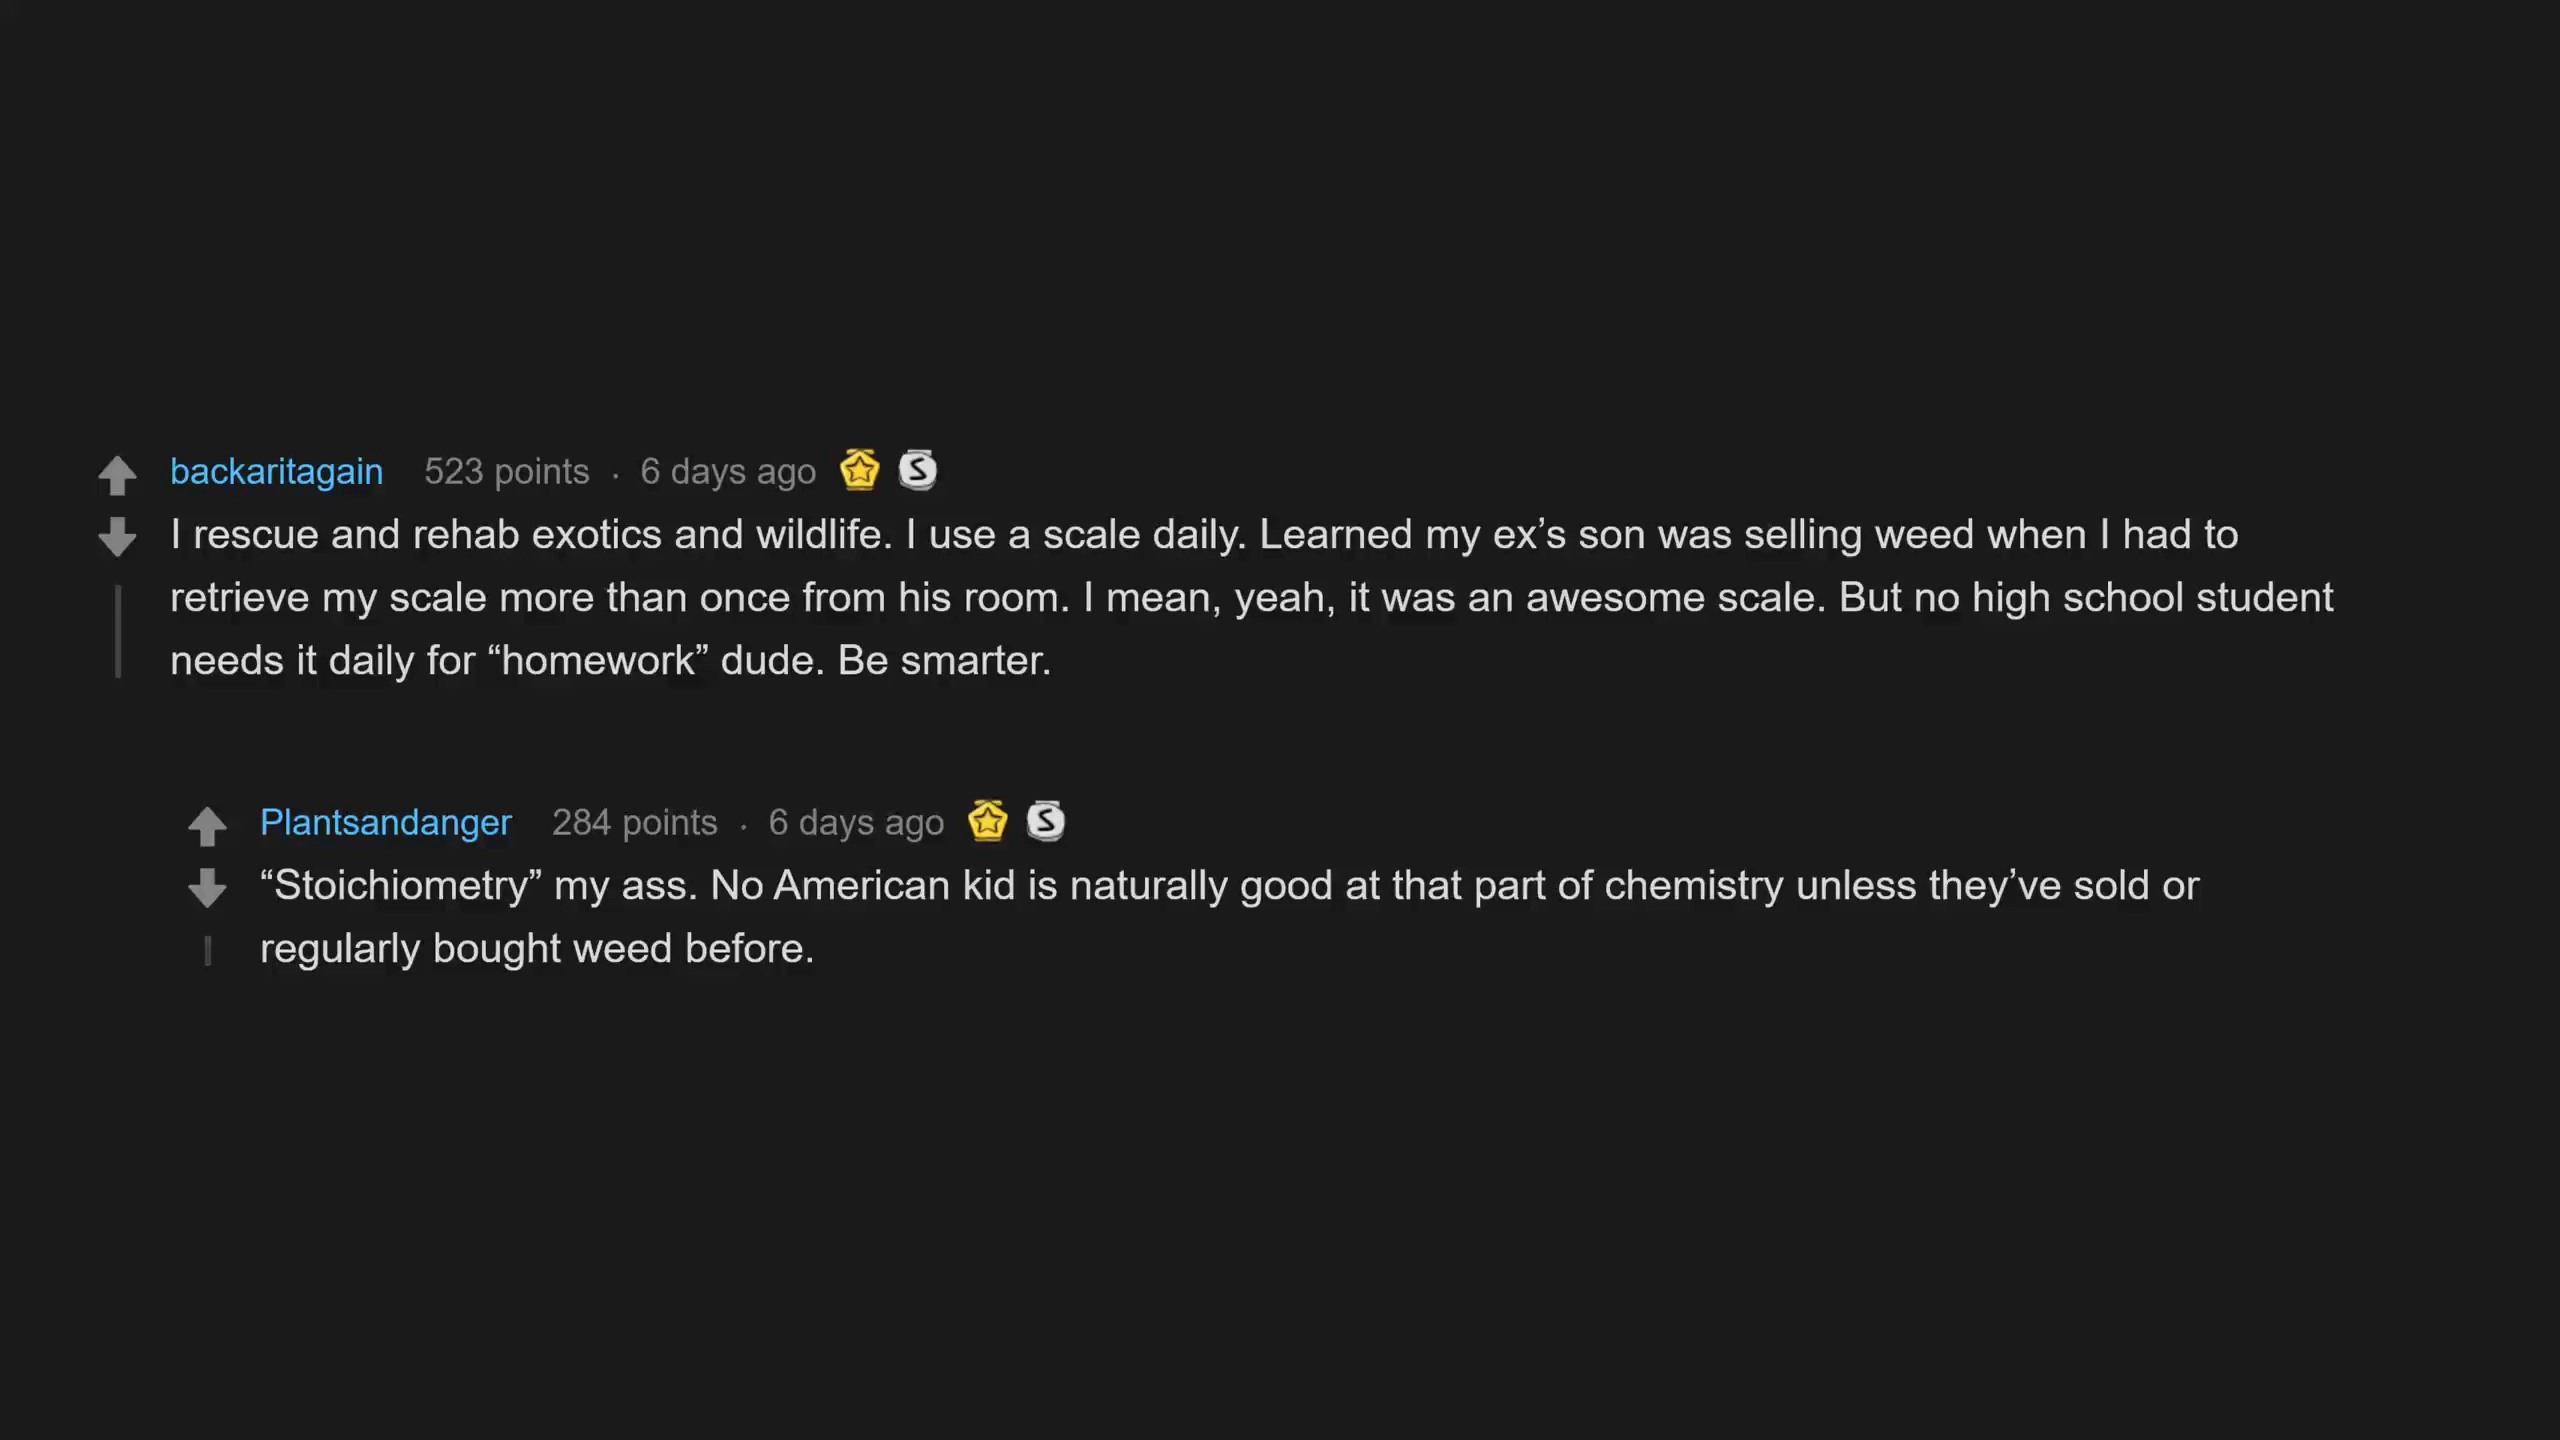 backaritagain 523 points · 6 days ago S
I rescue and rehab exotics and wildlife. I use a scale daily. Learned my ex’s son was selling weed when I had to
retrieve my scale more than once from his room. I mean, yeah, it was an awesome scale. But no high school student
needs it daily for “homework” dude. Be smarter.
Plantsandanger 284 points · 6 days ago S
“Stoichiometry” my ass. No American kid is naturally good at that part of chemistry unless they’ve sold or
regularly bought weed before.